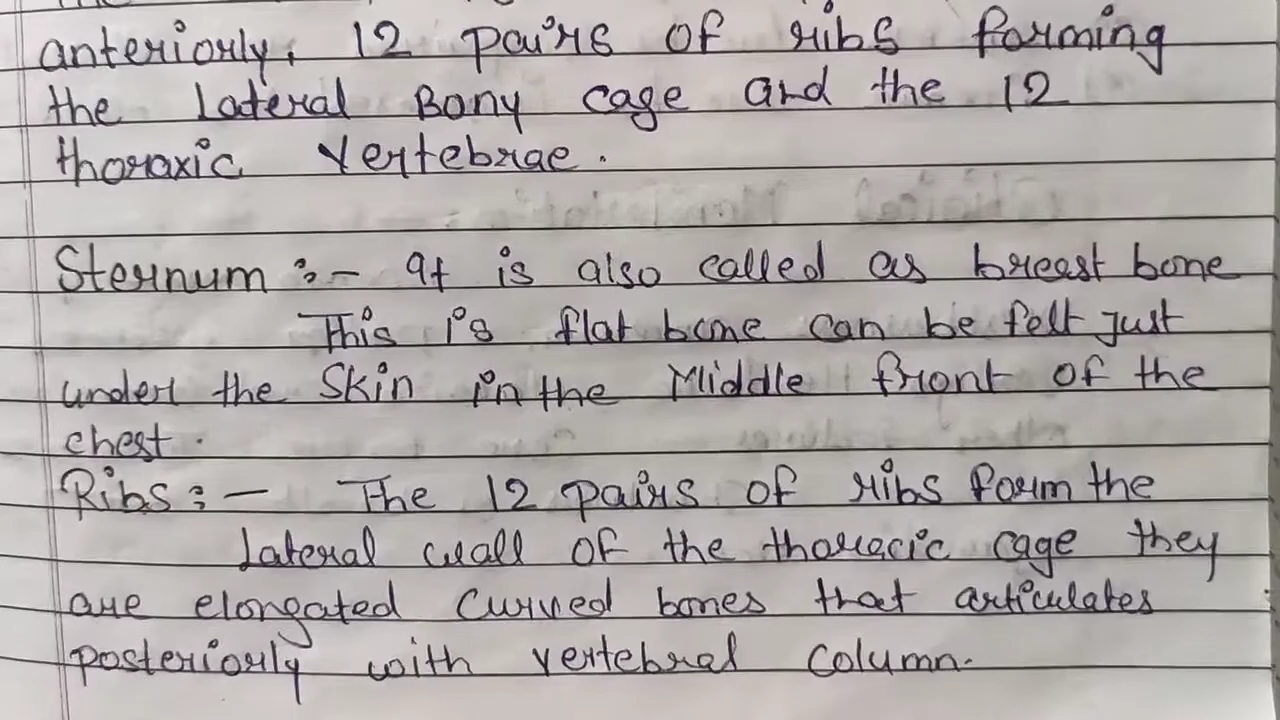 anteriorly, 12 pairs of ribs forming
the lateral Bony cage and the 12
thoraxic vertebrae.
Sternum :- It is also called as breast bone
This is flat bone can be felt just
under the skin in the Middle front of the
chest.
Ribs :- The 12 pairs of ribs form the
lateral wall of the thoracic cage they
are elongated curved bones that articulates
posteriorly with vertebral column.